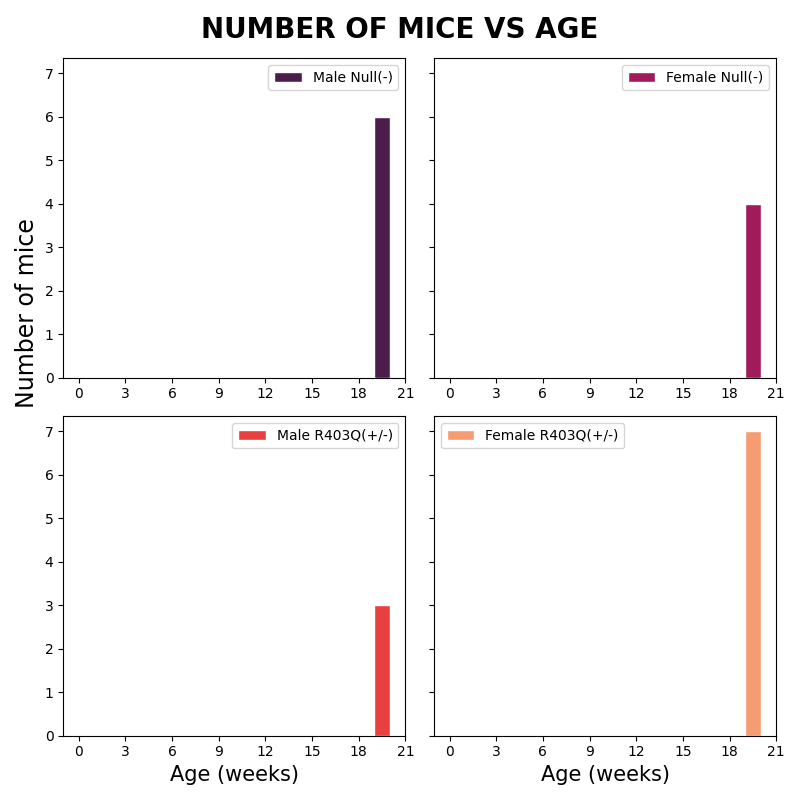 NUMBER OF MICE VS AGE
Number of mice
Male Null(-)
7
6
5
4
3
2
1
0
0 3 6 9 12 15 18 21
Female Null(-)
0 3 6 9 12 15 18 21
Male R403Q(+/-)
7
6
5
4
3
2
1
0
0 3 6 9 12 15 18 21
Age (weeks)
Female R403Q(+/-)
0 3 6 9 12 15 18 21
Age (weeks)